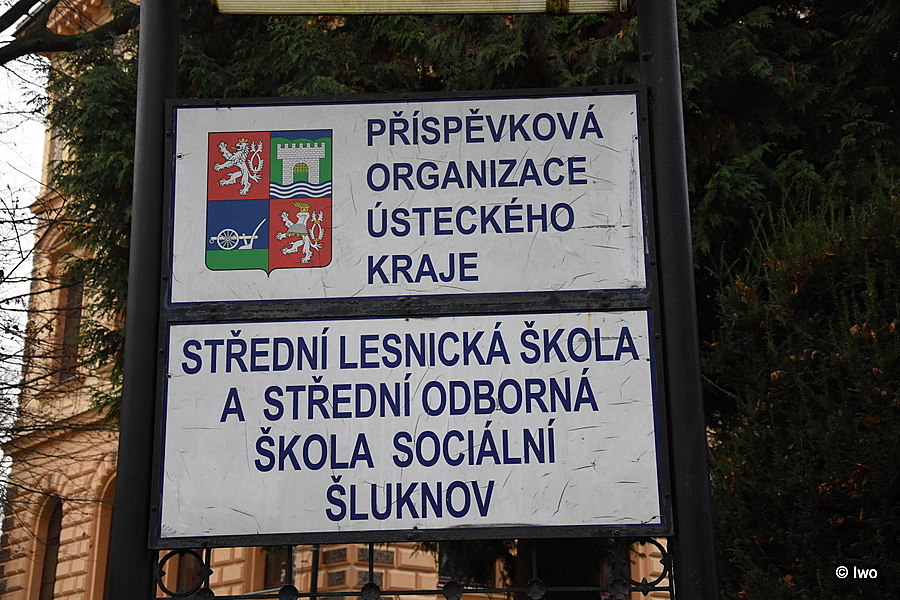 PŘÍSPĚVKOVÁ
ORGANIZACE
ÚSTECKÉHO
KRAJE
STŘEDNÍ LESNICKÁ ŠKOLA
A STŘEDNÍ ODBORNÁ
ŠKOLA SOCIÁLNÍ
ŠLUKNOV
© Iwo